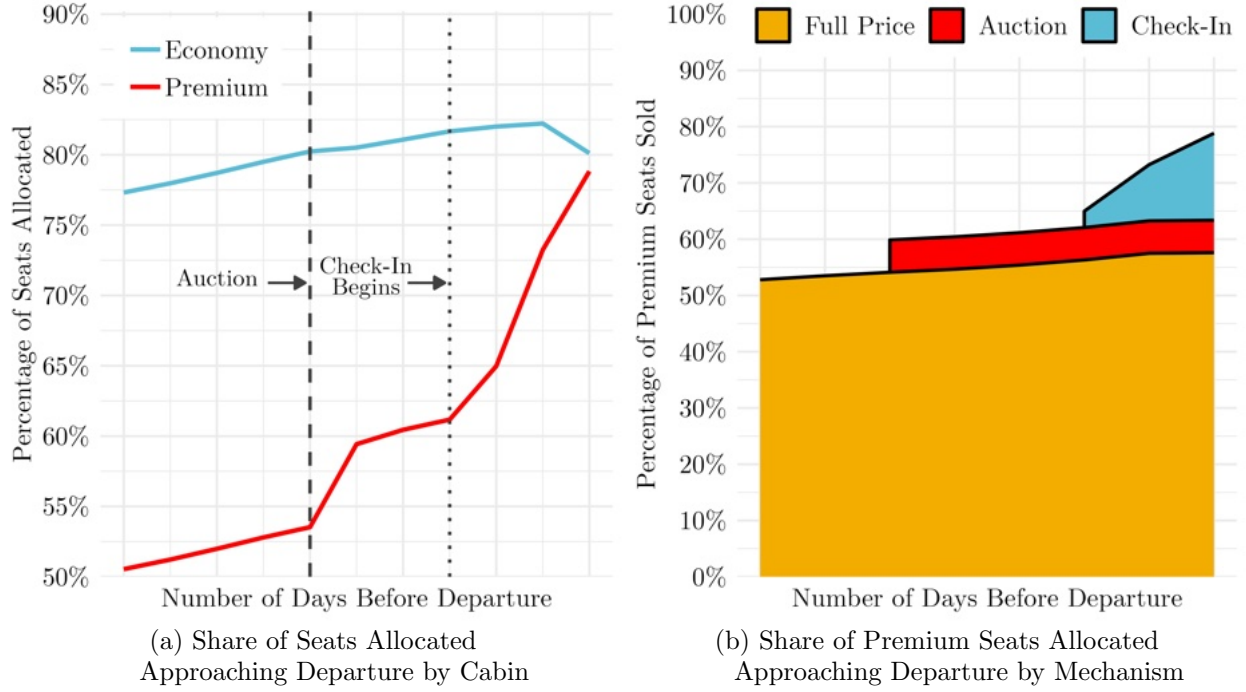 90%
85%
80%
75%
70%
65%
60%
55%
50%
Percentage of Seats Allocated
Economy
Premium
Auction
Check-In
Begins
Number of Days Before Departure
(a) Share of Seats Allocated
Approaching Departure by Cabin
100%
90%
80%
70%
60%
50%
40%
30%
20%
10%
0%
Percentage of Premium Seats Sold
Full Price
Auction
Check-In
Number of Days Before Departure
(b) Share of Premium Seats Allocated
Approaching Departure by Mechanism